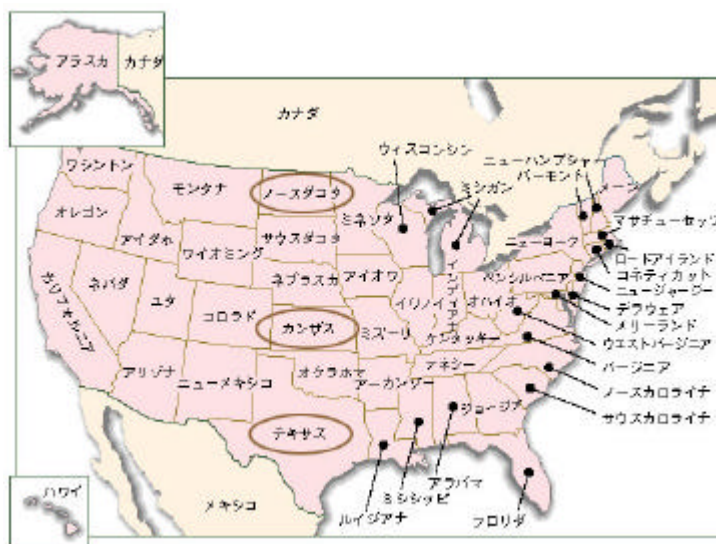 アラスカ
カナダ
カナダ
ワシントン
モンタナ
ノースダコタ
ウィスコンシン
ミシガン
ニューハンプシャー
バーモント
メーン
オレゴン
アイダホ
ワイオミング
サウスダコタ
ミネソタ
マサチューセッツ
ニューヨーク
ロードアイランド
コネティカット
ネバダ
ユタ
コロラド
ネブラスカ
アイオワ
イリノイ
インディアナ
オハイオ
ペンシルベニア
ニュージャージー
デラウェア
メリーランド
カリフォルニア
カンザス
ミズーリ
ケンタッキー
ウエストバージニア
バージニア
アリゾナ
ニューメキシコ
オクラホマ
アーカンソー
テネシー
ノースカロライナ
サウスカロライナ
テキサス
ジョージア
ルイジアナ
ミシシッピ
アラバマ
フロリダ
ハワイ
メキシコ